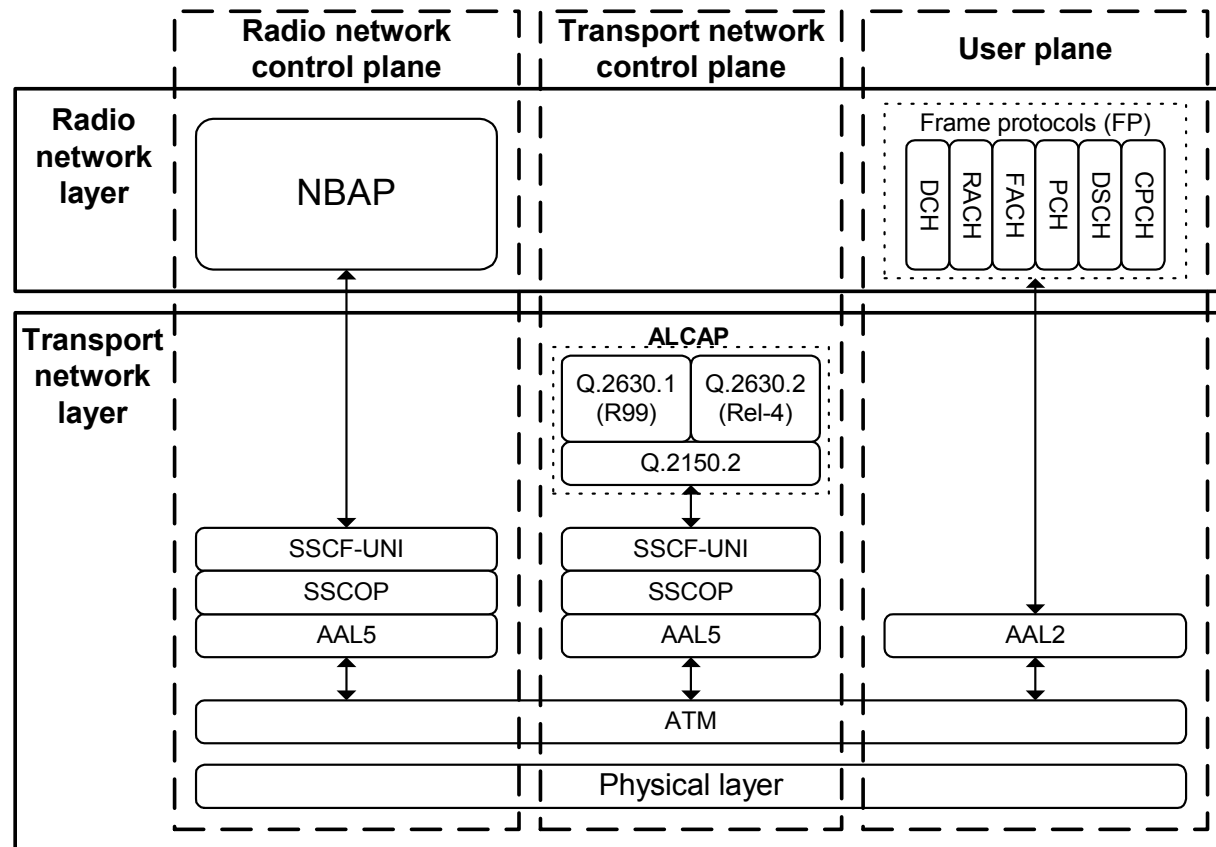 Radio network
control plane
Transport network
control plane
User plane
Radio
network
layer
NBAP
Frame protocols (FP)
DCH
RACH
FACH
PCH
DSCH
CPCH
Transport
network
layer
ALCAP
Q.2630.1
(R99)
Q.2630.2
(Rel-4)
Q.2150.2
SSCF-UNI
SSCOP
AAL5
SSCF-UNI
SSCOP
AAL5
AAL2
ATM
Physical layer